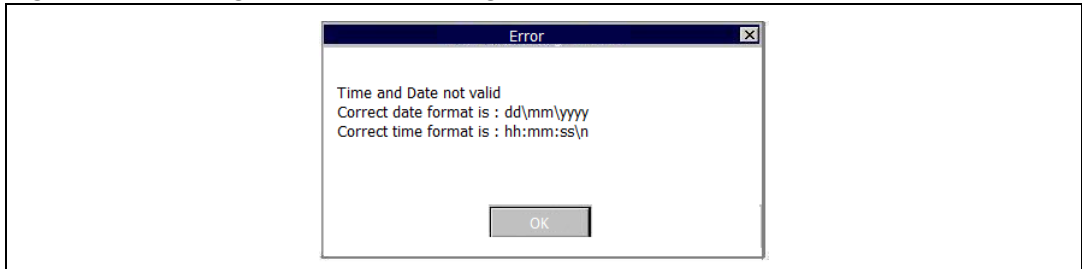 Error
Time and Date not valid
Correct date format is : dd\mm\yyyy
Correct time format is : hh:mm:ss\n
OK